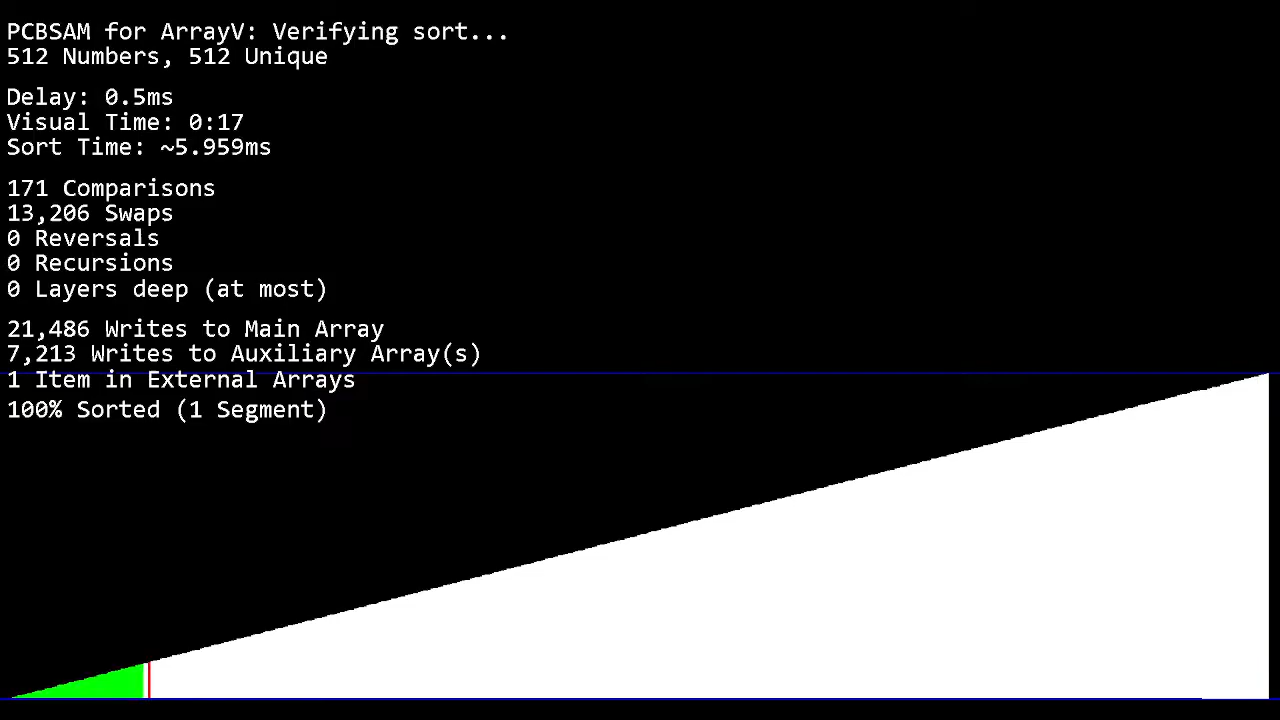 PCBSAM for ArrayV: Verifying sort...
512 Numbers, 512 Unique
Delay: 0.5ms
Visual Time: 0:17
Sort Time: ~5.959ms
171 Comparisons
13,206 Swaps
0 Reversals
0 Recursions
0 Layers deep (at most)
21,486 Writes to Main Array
7,213 Writes to Auxiliary Array(s)
1 Item in External Arrays
100% Sorted (1 Segment)